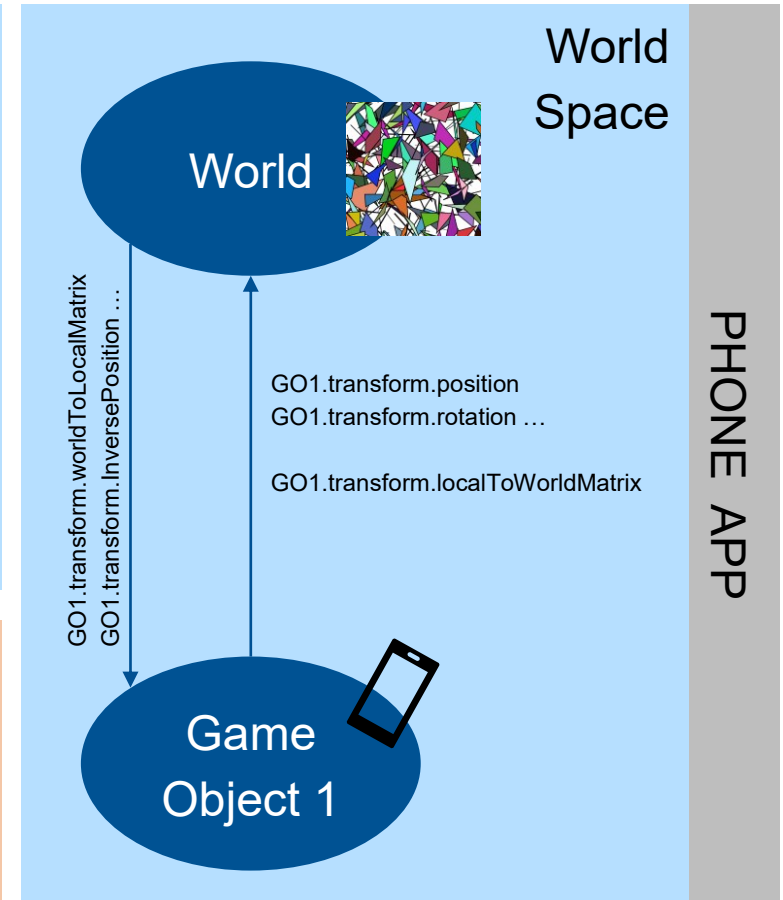 World
Space
World
GO1.transform.worldToLocalMatrix
GO1.transform.InversePosition …
GO1.transform.position
GO1.transform.rotation …
GO1.transform.localToWorldMatrix
PHONE APP
Game
Object 1